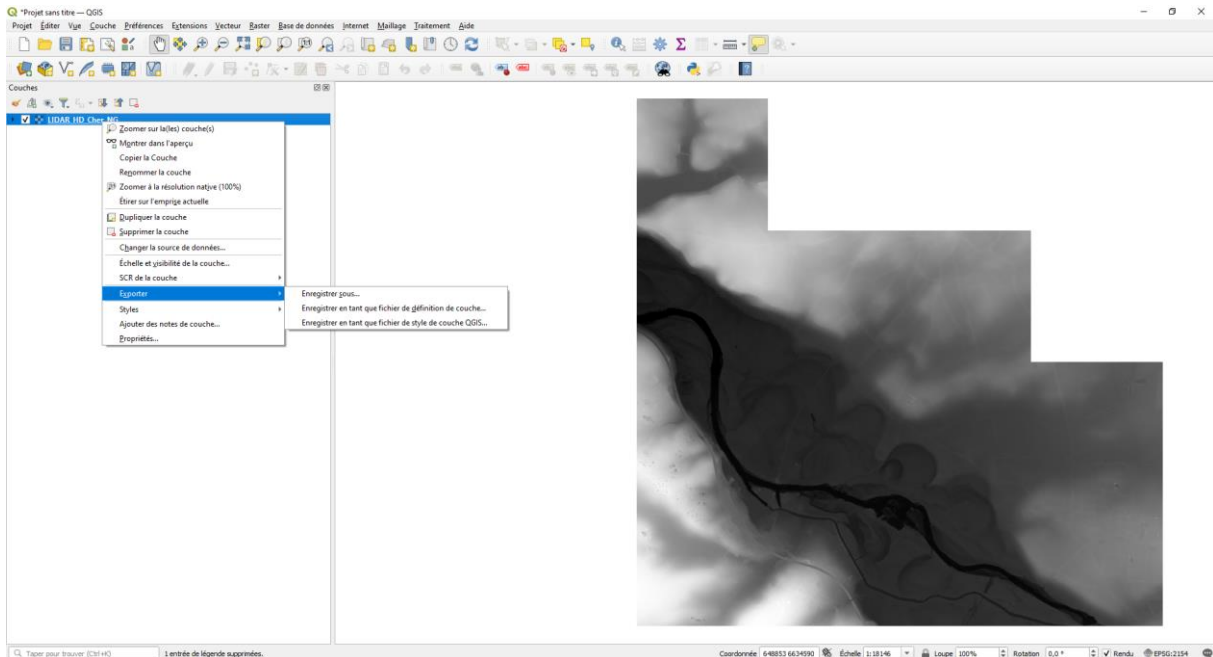 *Projet sans titre — QGIS
Projet Éditer Vue Couche Préférences Extensions Vecteur Raster Base de données Internet Maillage Traitement Aide
Couches
LIDAR_HD_Cher_NG
Zoomer sur la(les) couche(s)
Montrer dans l'aperçu
Copier la Couche
Renommer la couche
Zoomer à la résolution native (100%)
Étirer sur l'emprise actuelle
Dupliquer la couche
Supprimer la couche
Changer la source de données...
Échelle et visibilité de la couche...
SCR de la couche
Exporter
Enregistrer sous...
Styles
Enregistrer en tant que fichier de définition de couche...
Ajouter des notes de couche...
Enregistrer en tant que fichier de style de couche QGIS...
Propriétés...
Taper pour trouver (Ctrl+K) 1 entrée de légende supprimées. Coordonnée 648853 6634590 Échelle 1:18146 Loupe 100% Rotation 0,0 ° Rendu EPSG:2154